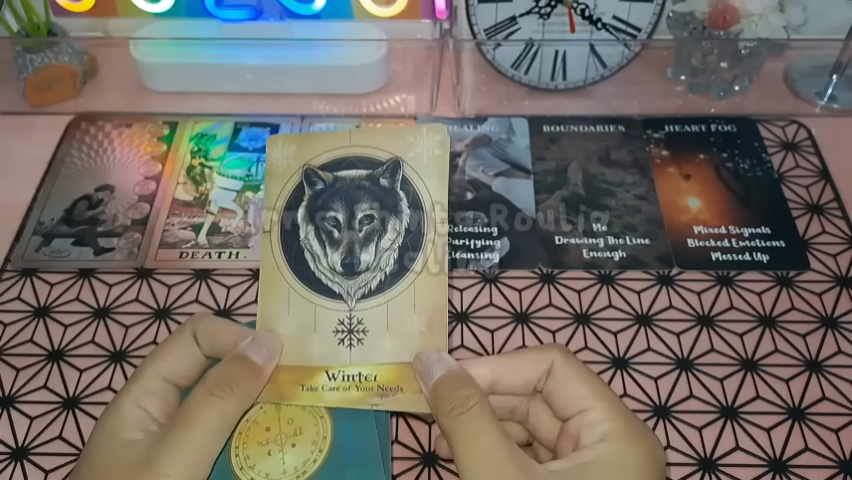 HEALING
BOUNDARIES
HEART FOG
Releasing
Purifying
Cleansing
No
Drawing The Line
Enough
Mixed Signals
Blocked Emotions
Messed Up
DEATH.
Winter
Take Care of Your Needs